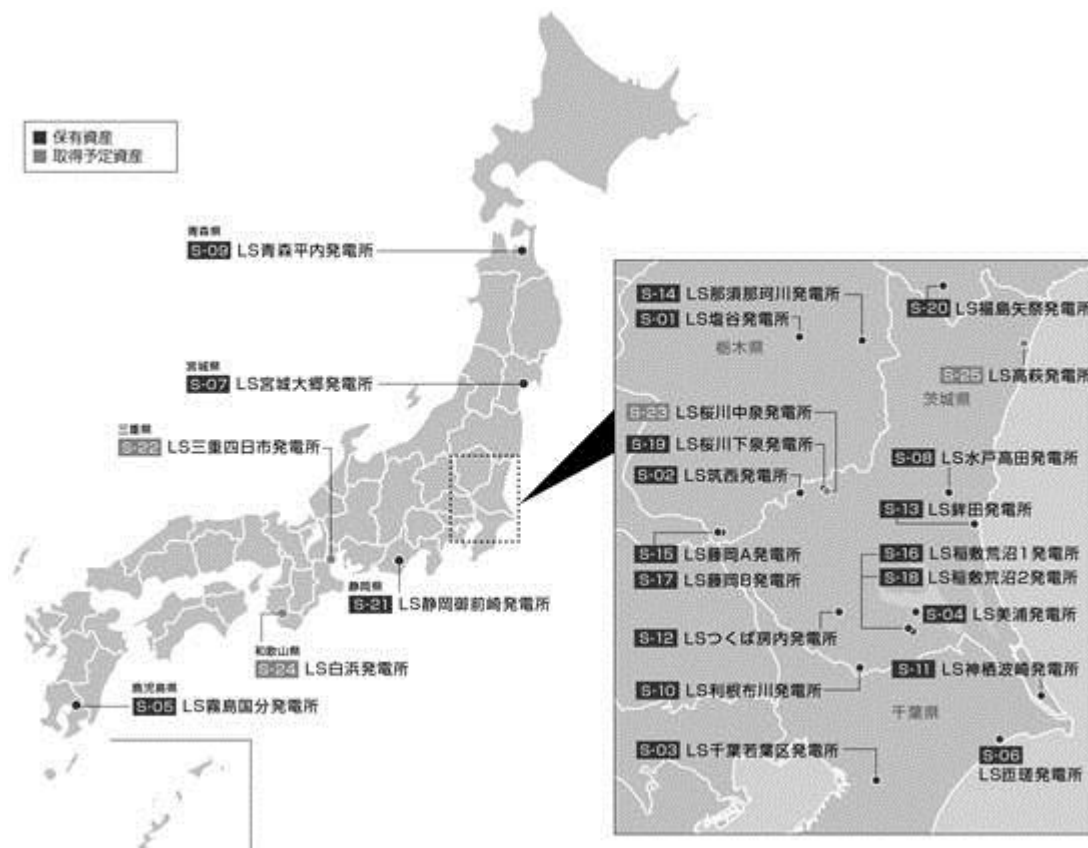 ■ 保有資産
■ 取得予定資産
青森県
S-09 LS青森平内発電所
宮城県
S-07 LS宮城大郷発電所
三重県
S-22 LS三重四日市発電所
静岡県
S-21 LS静岡御前崎発電所
和歌山県
S-24 LS白浜発電所
鹿児島県
S-05 LS霧島国分発電所
S-14 LS那須那珂川発電所
S-01 LS塩谷発電所
栃木県
S-20 LS福島矢祭発電所
S-25 LS高萩発電所
茨城県
S-23 LS桜川中泉発電所
S-19 LS桜川下泉発電所
S-02 LS筑西発電所
S-08 LS水戸高田発電所
S-13 LS鉾田発電所
S-15 LS藤岡A発電所
S-17 LS藤岡B発電所
S-16 LS稲敷荒沼1発電所
S-18 LS稲敷荒沼2発電所
S-04 LS美浦発電所
S-12 LSつくば房内発電所
S-11 LS神栖波崎発電所
S-10 LS利根布川発電所
千葉県
S-03 LS千葉若葉区発電所
S-06
LS匝瑳発電所